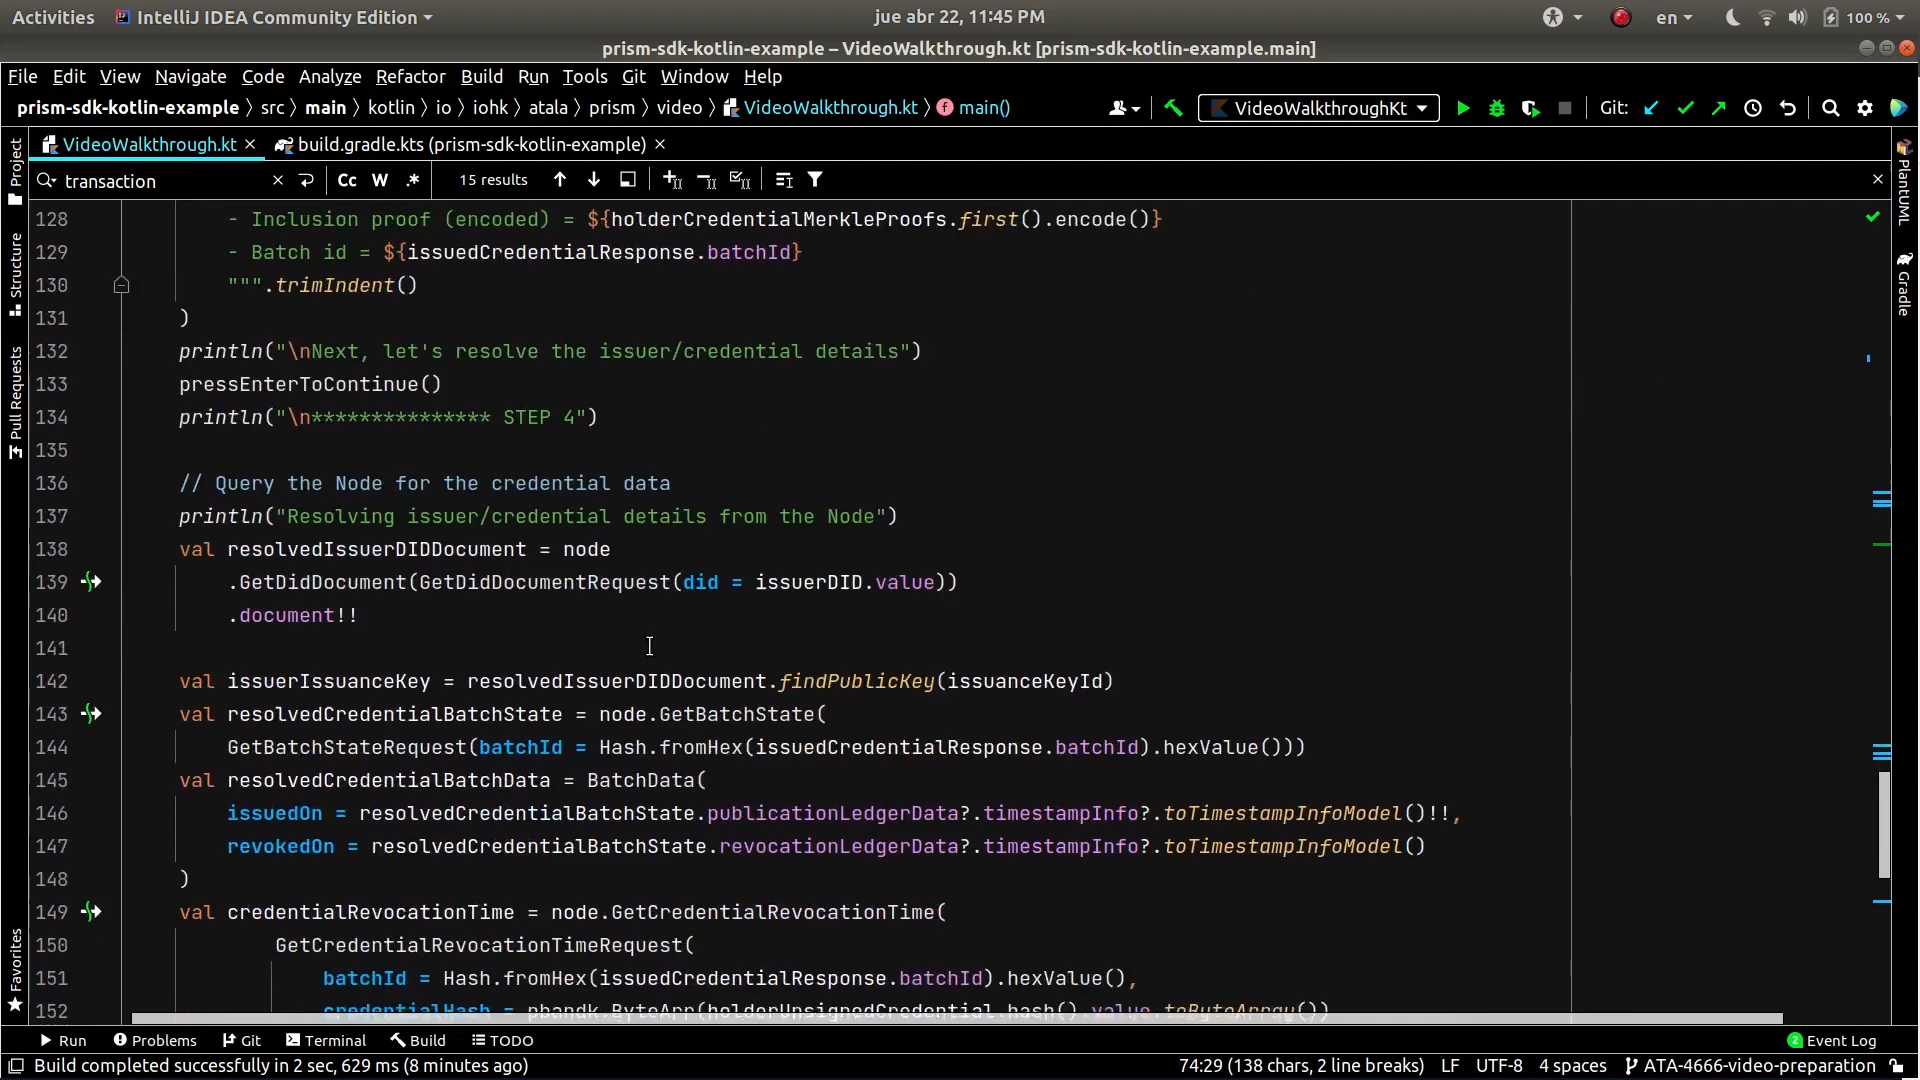 Activities IntelliJ IDEA Community Edition jue abr 22, 11:45 PM en 100 %
prism-sdk-kotlin-example – VideoWalkthrough.kt [prism-sdk-kotlin-example.main]
File Edit View Navigate Code Analyze Refactor Build Run Tools Git Window Help
prism-sdk-kotlin-example 〉 src 〉 main 〉 kotlin 〉 io 〉 iohk 〉 atala 〉 prism 〉 video 〉 VideoWalkthrough.kt 〉 main() VideoWalkthroughKt Git:
VideoWalkthrough.kt build.gradle.kts (prism-sdk-kotlin-example)
transaction Cc W .* 15 results
128 - Inclusion proof (encoded) = ${holderCredentialMerkleProofs.first().encode()}
129 - Batch id = ${issuedCredentialResponse.batchId}
130 """.trimIndent()
131 )
132 println("\nNext, let's resolve the issuer/credential details")
133 pressEnterToContinue()
134 println("\n*************** STEP 4")
135
136 // Query the Node for the credential data
137 println("Resolving issuer/credential details from the Node")
138 val resolvedIssuerDIDDocument = node
139 .GetDidDocument(GetDidDocumentRequest(did = issuerDID.value))
140 .document!!
141
142 val issuerIssuanceKey = resolvedIssuerDIDDocument.findPublicKey(issuanceKeyId)
143 val resolvedCredentialBatchState = node.GetBatchState(
144 GetBatchStateRequest(batchId = Hash.fromHex(issuedCredentialResponse.batchId).hexValue()))
145 val resolvedCredentialBatchData = BatchData(
146 issuedOn = resolvedCredentialBatchState.publicationLedgerData?.timestampInfo?.toTimestampInfoModel()!!,
147 revokedOn = resolvedCredentialBatchState.revocationLedgerData?.timestampInfo?.toTimestampInfoModel()
148 )
149 val credentialRevocationTime = node.GetCredentialRevocationTime(
150 GetCredentialRevocationTimeRequest(
151 batchId = Hash.fromHex(issuedCredentialResponse.batchId).hexValue(),
152 credentialHash = pbandk.ByteArr(holderUnsignedCredential.hash().value.toByteArray())
Project
Structure
Pull Requests
Favorites
PlantUML
Gradle
Run Problems Git Terminal Build TODO 2 Event Log
Build completed successfully in 2 sec, 629 ms (8 minutes ago) 74:29 (138 chars, 2 line breaks) LF UTF-8 4 spaces ATA-4666-video-preparation